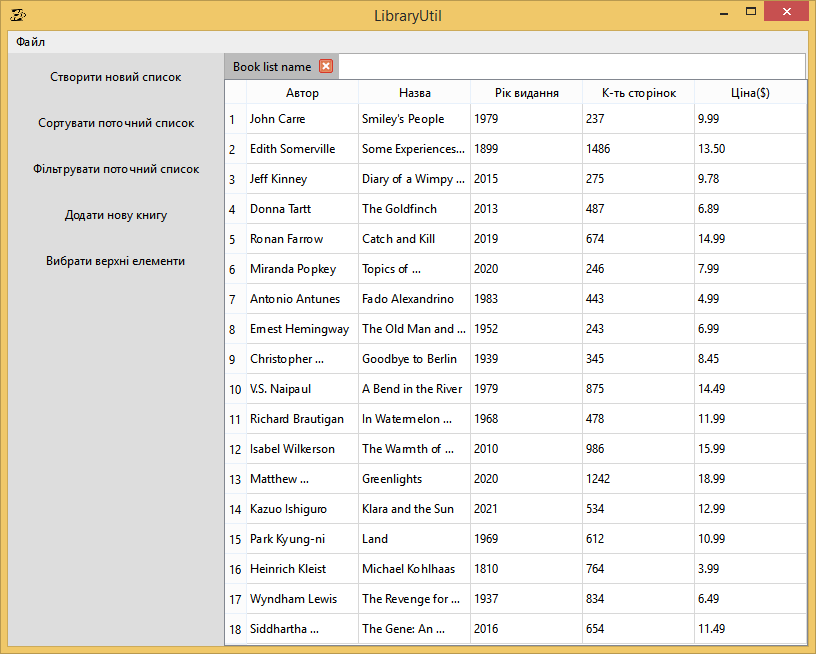 LibraryUtil
Файл
Створити новий список
Сортувати поточний список
Фільтрувати поточний список
Додати нову книгу
Вибрати верхні елементи
Book list name
Автор Назва Рік видання К-ть сторінок Ціна($)
1 John Carre Smiley's People 1979 237 9.99
2 Edith Somerville Some Experiences... 1899 1486 13.50
3 Jeff Kinney Diary of a Wimpy ... 2015 275 9.78
4 Donna Tartt The Goldfinch 2013 487 6.89
5 Ronan Farrow Catch and Kill 2019 674 14.99
6 Miranda Popkey Topics of ... 2020 246 7.99
7 Antonio Antunes Fado Alexandrino 1983 443 4.99
8 Ernest Hemingway The Old Man and ... 1952 243 6.99
9 Christopher ... Goodbye to Berlin 1939 345 8.45
10 V.S. Naipaul A Bend in the River 1979 875 14.49
11 Richard Brautigan In Watermelon ... 1968 478 11.99
12 Isabel Wilkerson The Warmth of ... 2010 986 15.99
13 Matthew ... Greenlights 2020 1242 18.99
14 Kazuo Ishiguro Klara and the Sun 2021 534 12.99
15 Park Kyung-ni Land 1969 612 10.99
16 Heinrich Kleist Michael Kohlhaas 1810 764 3.99
17 Wyndham Lewis The Revenge for ... 1937 834 6.49
18 Siddhartha ... The Gene: An ... 2016 654 11.49